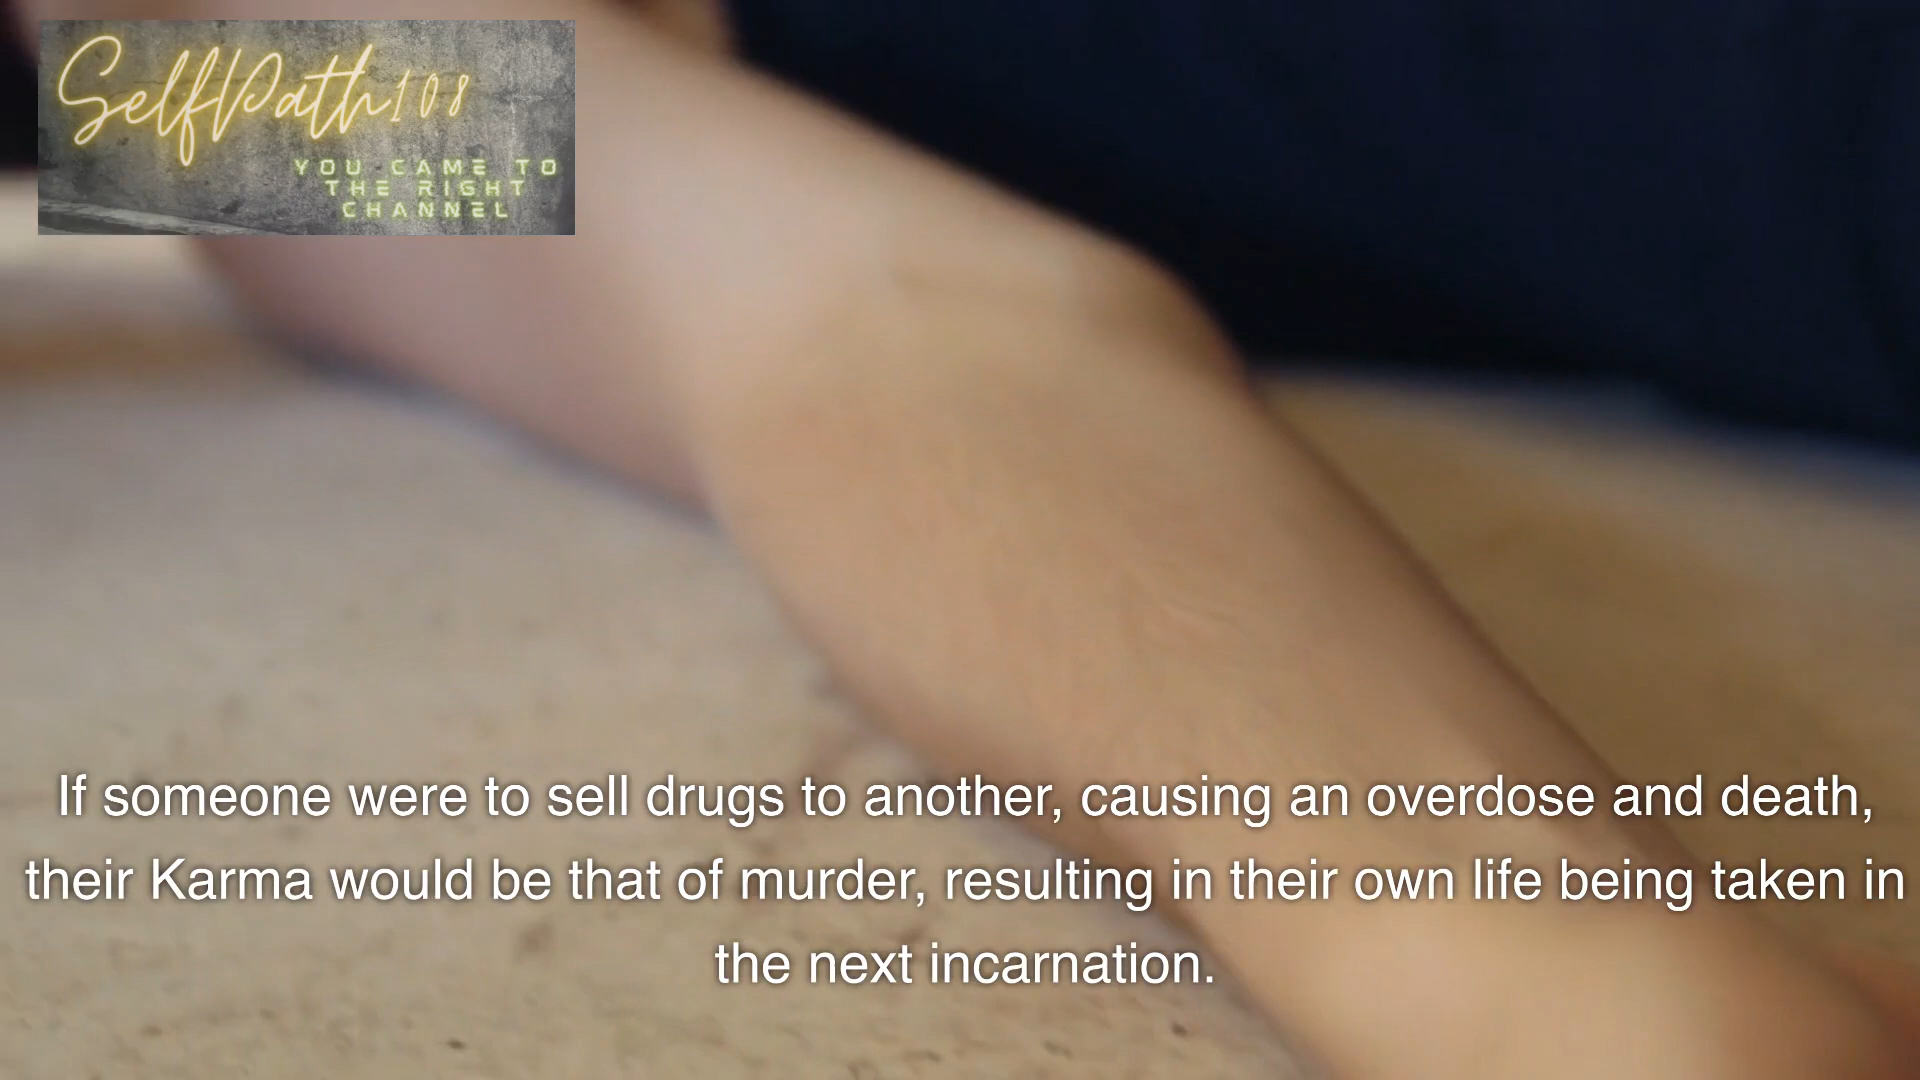 SelfPath108
YOU CAME TO
THE RIGHT
CHANNEL
If someone were to sell drugs to another, causing an overdose and death,
their Karma would be that of murder, resulting in their own life being taken in
the next incarnation.